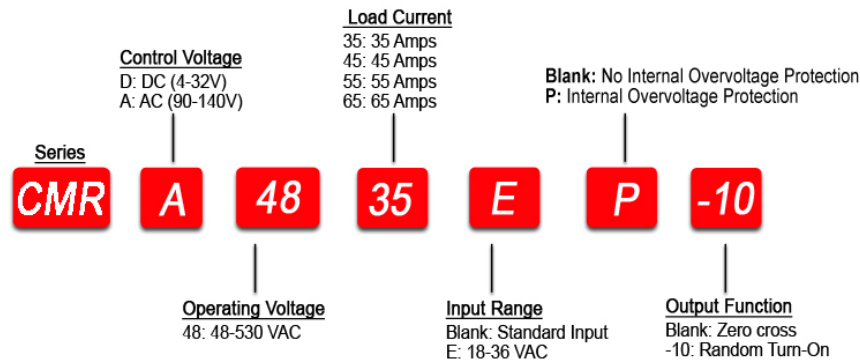 Load Current
35: 35 Amps
45: 45 Amps
55: 55 Amps
65: 65 Amps
Control Voltage
D: DC (4-32V)
A: AC (90-140V)
Blank: No Internal Overvoltage Protection
P: Internal Overvoltage Protection
Series
CMR A 48 35 E P -10
Operating Voltage
48: 48-530 VAC
Input Range
Blank: Standard Input
E: 18-36 VAC
Output Function
Blank: Zero cross
-10: Random Turn-On